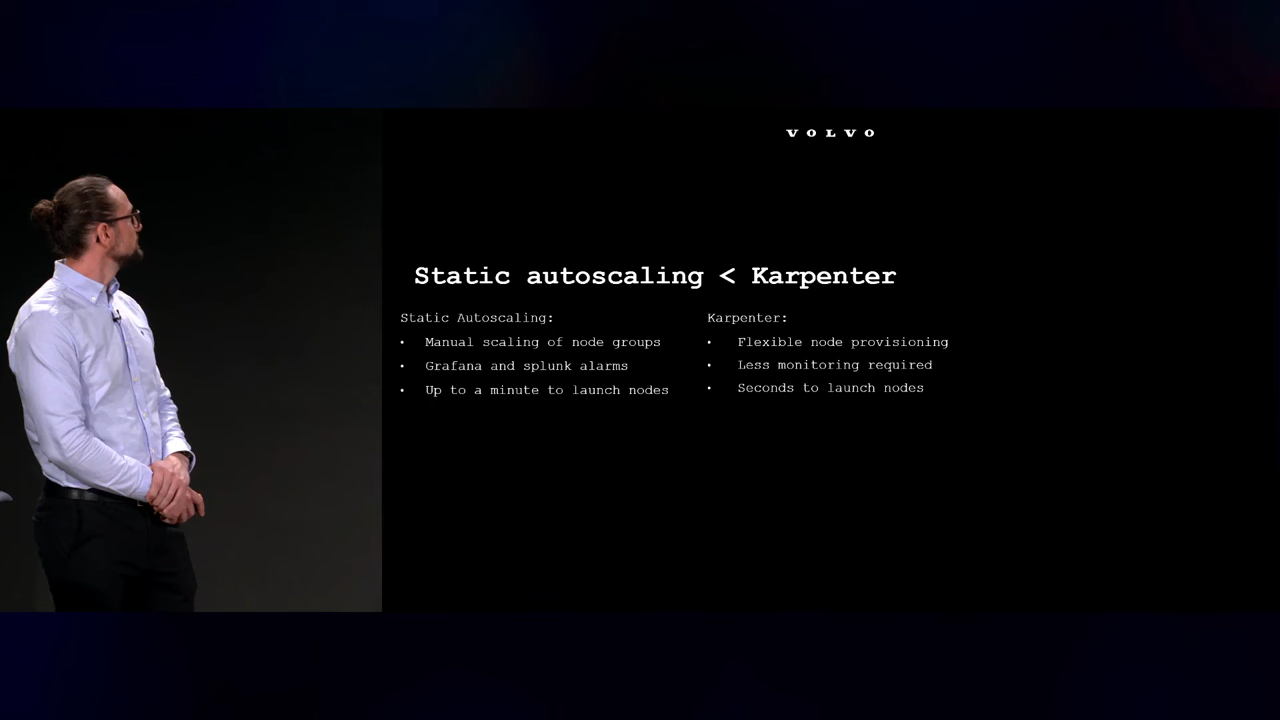 VOLVO
Static autoscaling < Karpenter
Static Autoscaling:
• Manual scaling of node groups
• Grafana and splunk alarms
• Up to a minute to launch nodes
Karpenter:
• Flexible node provisioning
• Less monitoring required
• Seconds to launch nodes